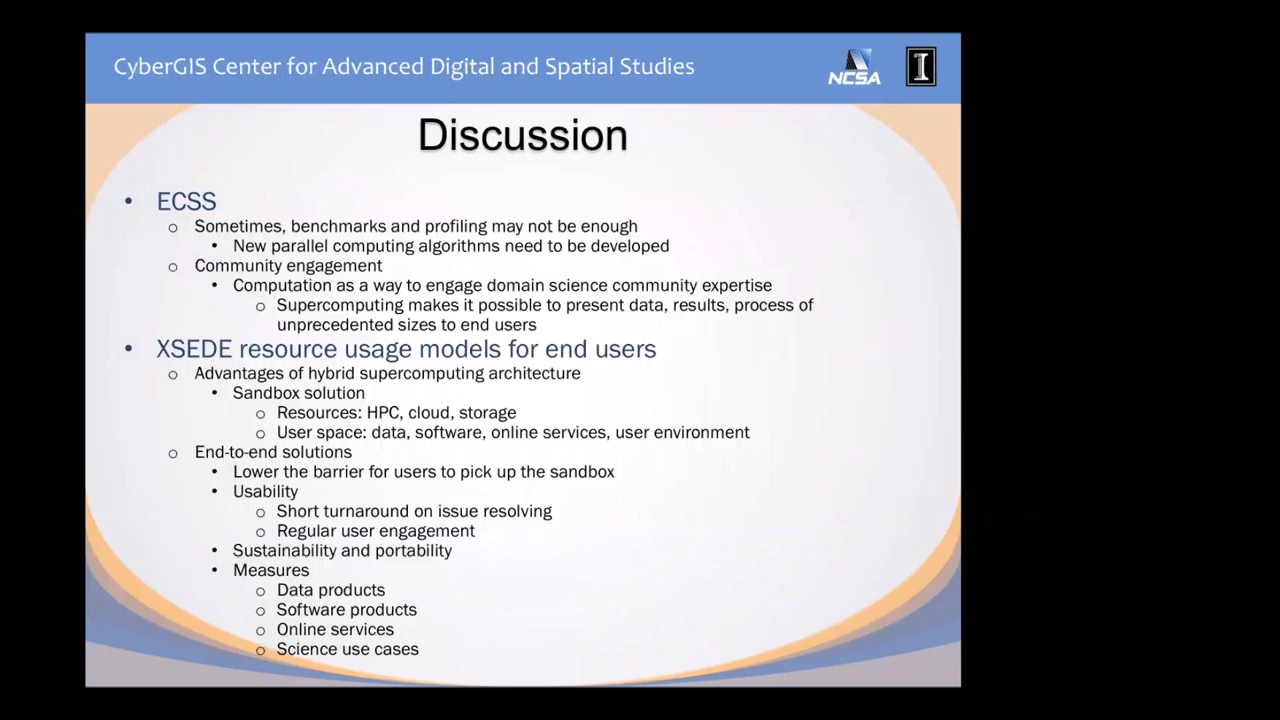 CyberGIS Center for Advanced Digital and Spatial Studies
NCSA
I
Discussion
• ECSS
o Sometimes, benchmarks and profiling may not be enough
• New parallel computing algorithms need to be developed
o Community engagement
• Computation as a way to engage domain science community expertise
o Supercomputing makes it possible to present data, results, process of
unprecedented sizes to end users
• XSEDE resource usage models for end users
o Advantages of hybrid supercomputing architecture
• Sandbox solution
o Resources: HPC, cloud, storage
o User space: data, software, online services, user environment
o End-to-end solutions
• Lower the barrier for users to pick up the sandbox
• Usability
o Short turnaround on issue resolving
o Regular user engagement
• Sustainability and portability
• Measures
o Data products
o Software products
o Online services
o Science use cases